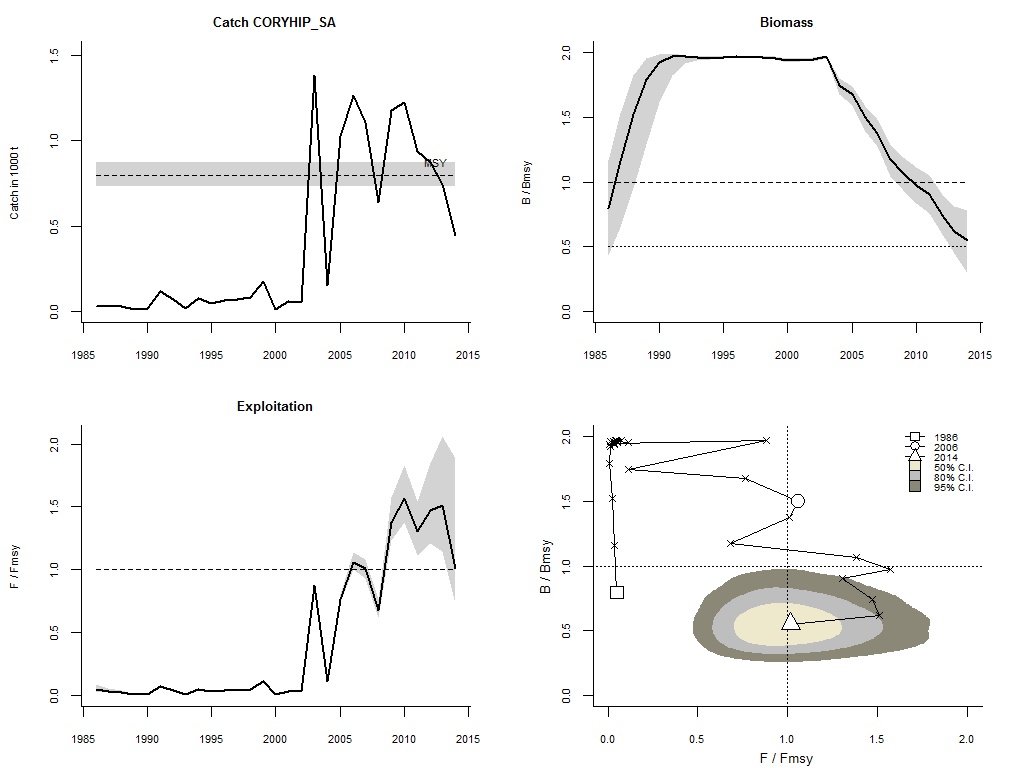 Catch CORYHIP_SA
Catch in 1000 t
1.5
1.0
0.5
0.0
MSY
1985 1990 1995 2000 2005 2010 2015
Biomass
B / Bmsy
2.0
1.5
1.0
0.5
0.0
1985 1990 1995 2000 2005 2010 2015
Exploitation
F / Fmsy
2.0
1.5
1.0
0.5
0.0
1985 1990 1995 2000 2005 2010 2015
B / Bmsy
2.0
1.5
1.0
0.5
0.0
1986
2006
2014
50% C.I.
80% C.I.
95% C.I.
0.0 0.5 1.0 1.5 2.0
F / Fmsy